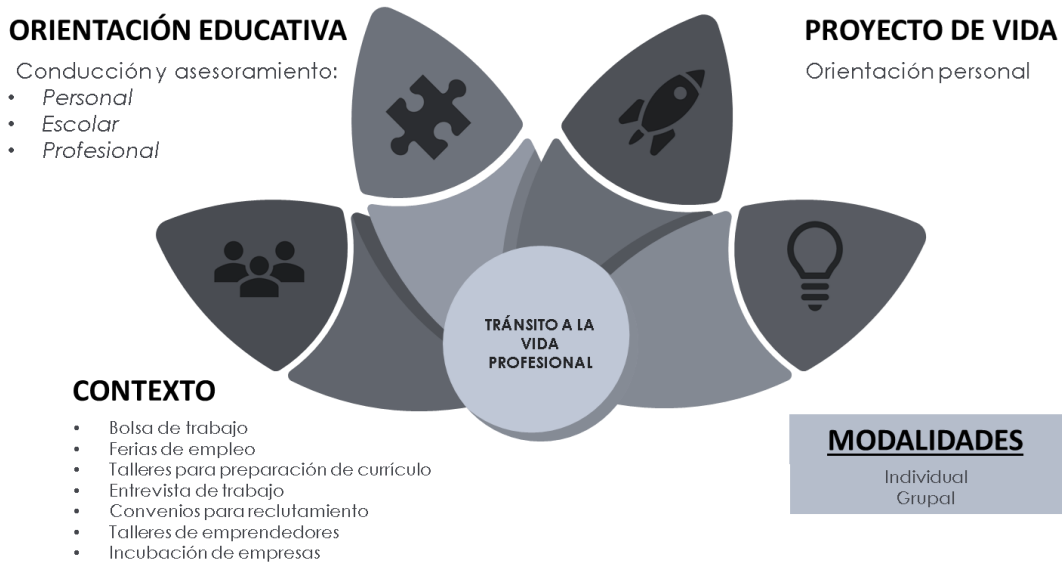 ORIENTACIÓN EDUCATIVA
Conducción y asesoramiento:
• Personal
• Escolar
• Profesional
PROYECTO DE VIDA
Orientación personal
TRÁNSITO A LA
VIDA
PROFESIONAL
CONTEXTO
• Bolsa de trabajo
• Ferias de empleo
• Talleres para preparación de currículo
• Entrevista de trabajo
• Convenios para reclutamiento
• Talleres de emprendedores
• Incubación de empresas
MODALIDADES
Individual
Grupal